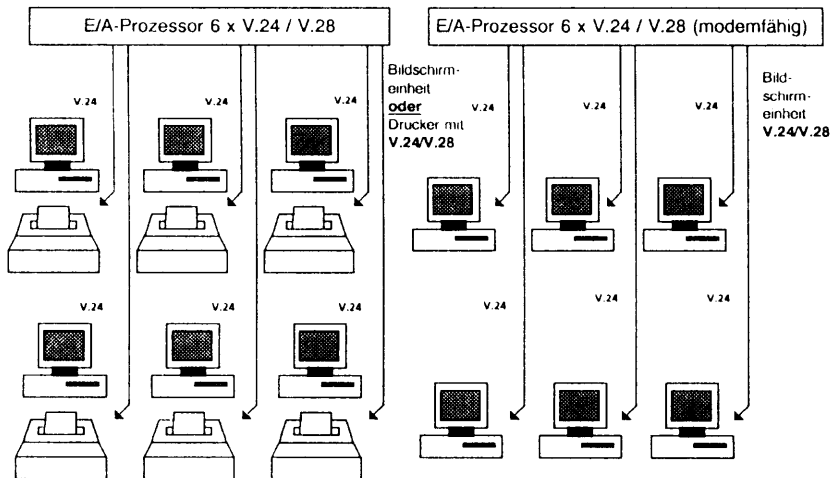 E/A-Prozessor 6 x V.24 / V.28
E/A-Prozessor 6 x V.24 / V.28 (modemfähig)
V.24
V.24
V.24
Bildschirm-
einheit
oder
Drucker mit
V.24/V.28
V.24
V.24
V.24
Bild-
schirm-
einheit
V.24/V.28
V.24
V.24
V.24
V.24
V.24
V.24